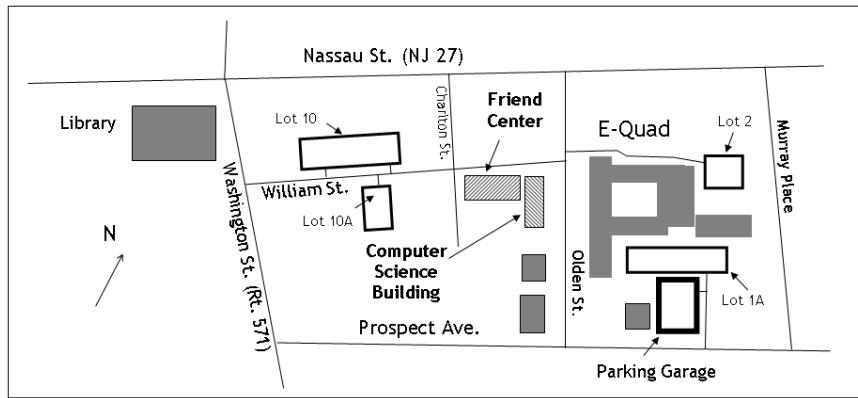 Nassau St. (NJ 27)
Library
Lot 10
Charlton St.
Friend
Center
E-Quad
Lot 2
Murray Place
Washington St. (Rt. 571)
William St.
Lot 10A
N
Computer
Science
Building
Olden St.
Lot 1A
Prospect Ave.
Parking Garage